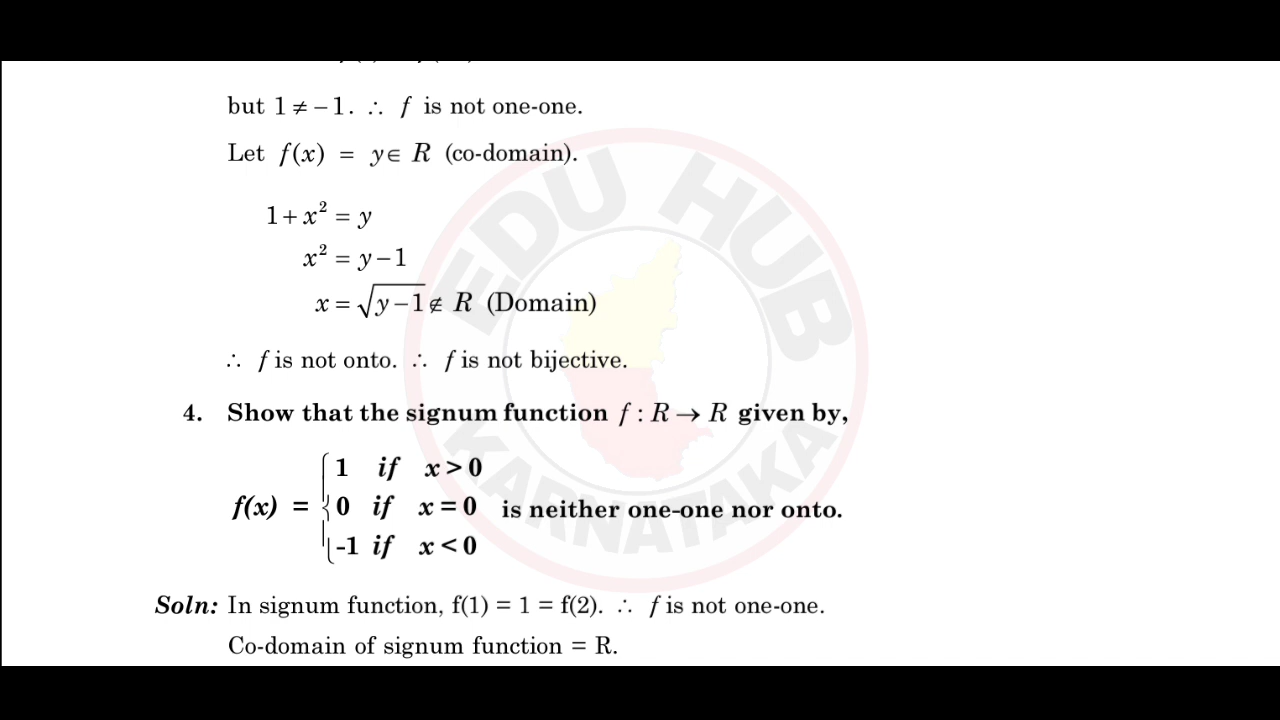 but 1 ≠ – 1. ∴ f is not one-one.
Let f(x) = y ∈ R (co-domain).
1 + x² = y
x² = y – 1
x = √(y – 1) ∉ R (Domain)
∴ f is not onto. ∴ f is not bijective.
4. Show that the signum function f : R → R given by,
1 if x > 0
f(x) = { 0 if x = 0 is neither one-one nor onto.
-1 if x < 0
Soln: In signum function, f(1) = 1 = f(2). ∴ f is not one-one.
Co-domain of signum function = R.
EDU HUB
KARNATAKA